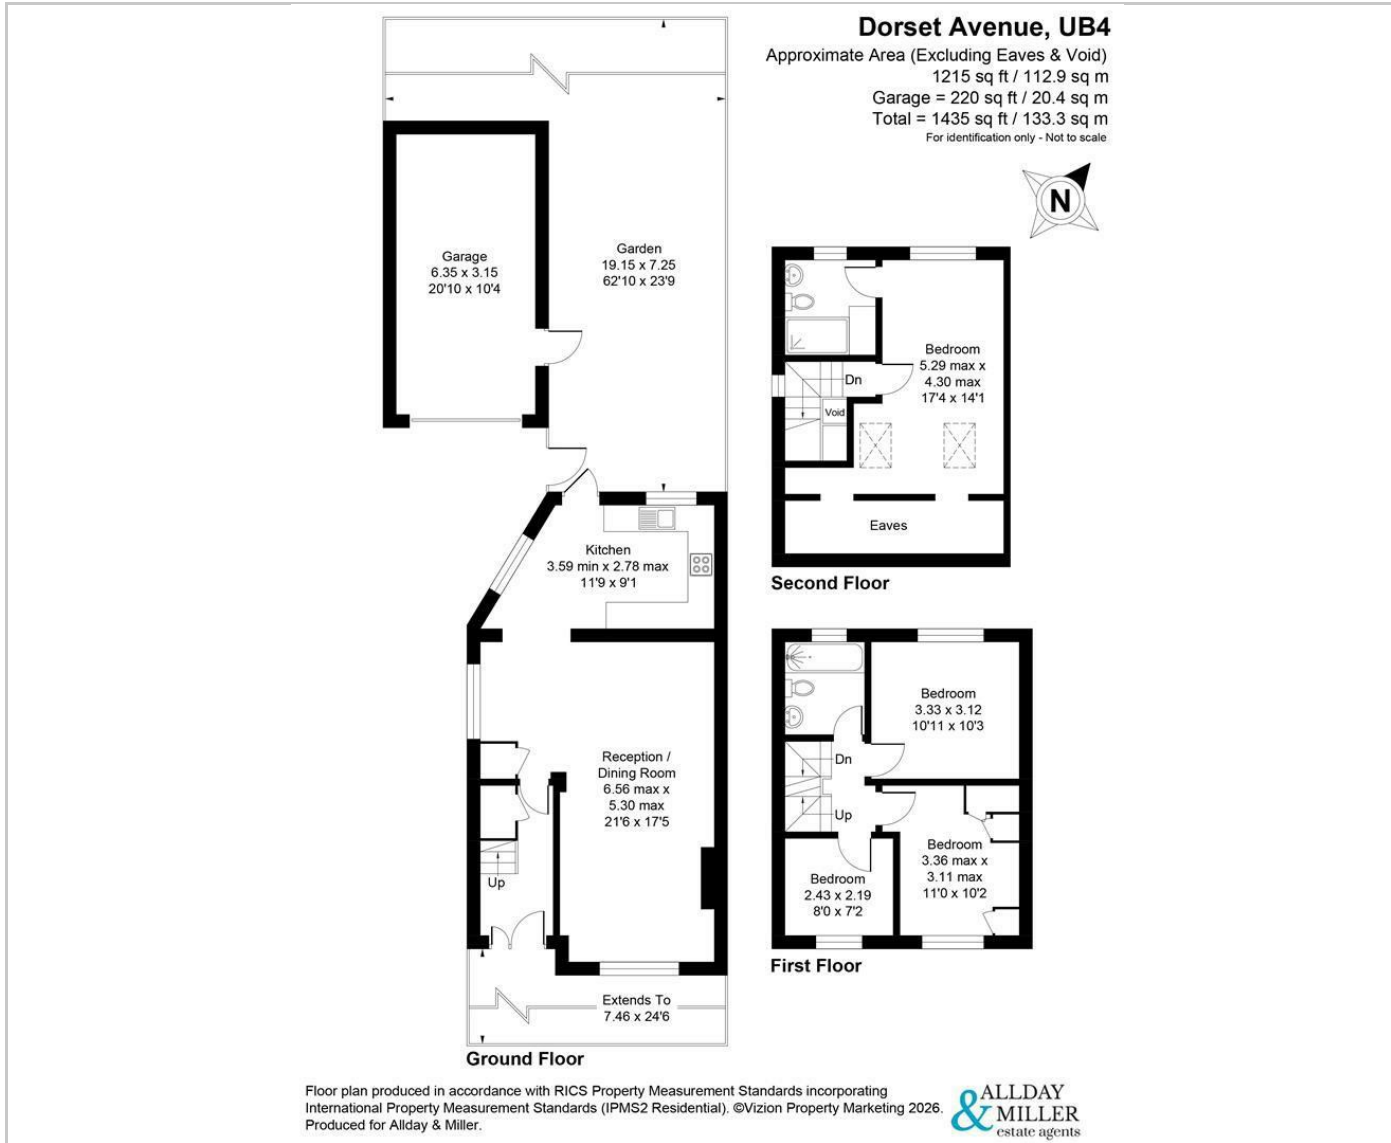 Dorset Avenue, UB4
Approximate Area (Excluding Eaves & Void)
1215 sq ft / 112.9 sq m
Garage = 220 sq ft / 20.4 sq m
Total = 1435 sq ft / 133.3 sq m
For identification only - Not to scale
N
Garage
6.35 x 3.15
20'10 x 10'4
Garden
19.15 x 7.25
62'10 x 23'9
Kitchen
3.59 min x 2.78 max
11'9 x 9'1
Reception /
Dining Room
6.56 max x
5.30 max
21'6 x 17'5
Up
Extends To
7.46 x 24'6
Ground Floor
Bedroom
5.29 max x
4.30 max
17'4 x 14'1
Dn
Void
Eaves
Second Floor
Bedroom
3.33 x 3.12
10'11 x 10'3
Dn
Up
Bedroom
3.36 max x
3.11 max
11'0 x 10'2
Bedroom
2.43 x 2.19
8'0 x 7'2
First Floor
Floor plan produced in accordance with RICS Property Measurement Standards incorporating
International Property Measurement Standards (IPMS2 Residential). ©Vizion Property Marketing 2026.
Produced for Allday & Miller.
ALLDAY
& MILLER
estate agents